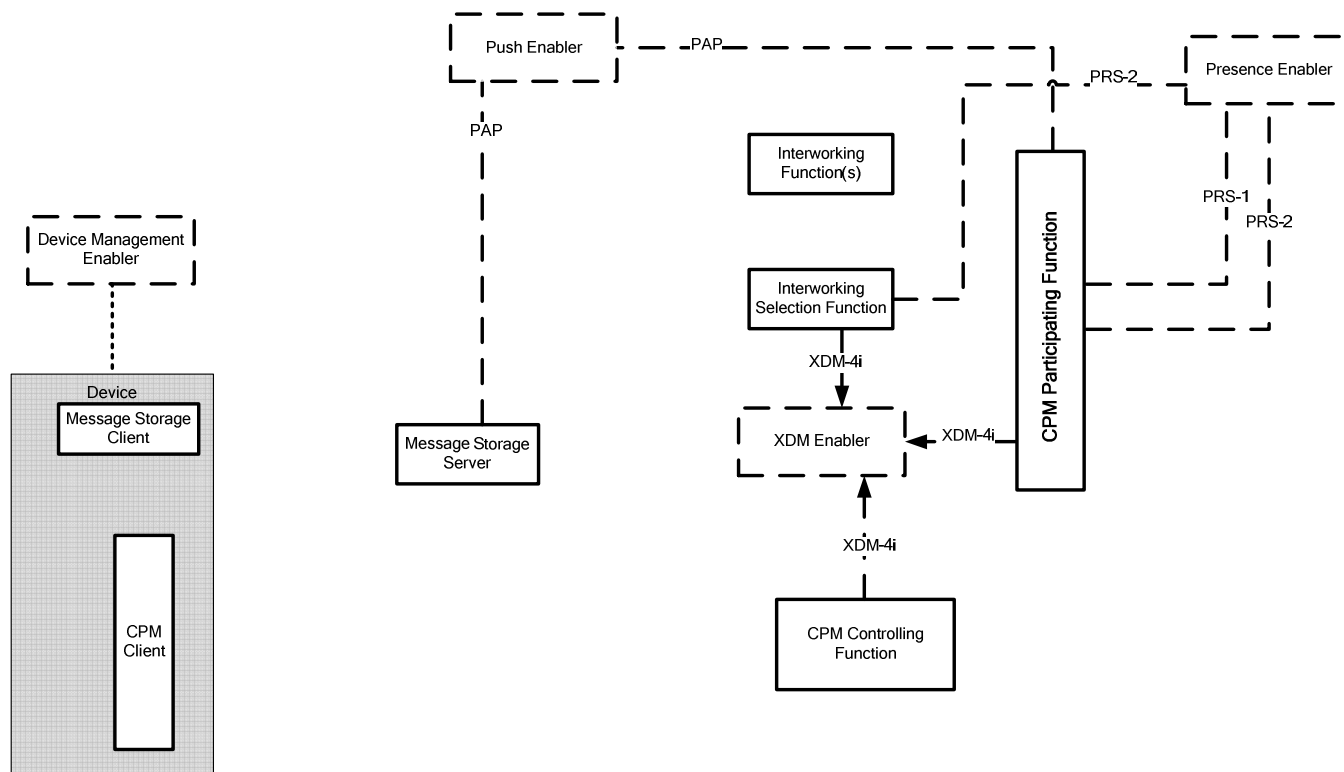 Push Enabler
PAP
PRS-2
Presence Enabler
PAP
Interworking
Function(s)
PRS-1
PRS-2
Device Management
Enabler
CPM Participating Function
Interworking
Selection Function
XDM-4i
Device
Message Storage
Client
Message Storage
Server
XDM Enabler
XDM-4i
XDM-4i
CPM
Client
CPM Controlling
Function